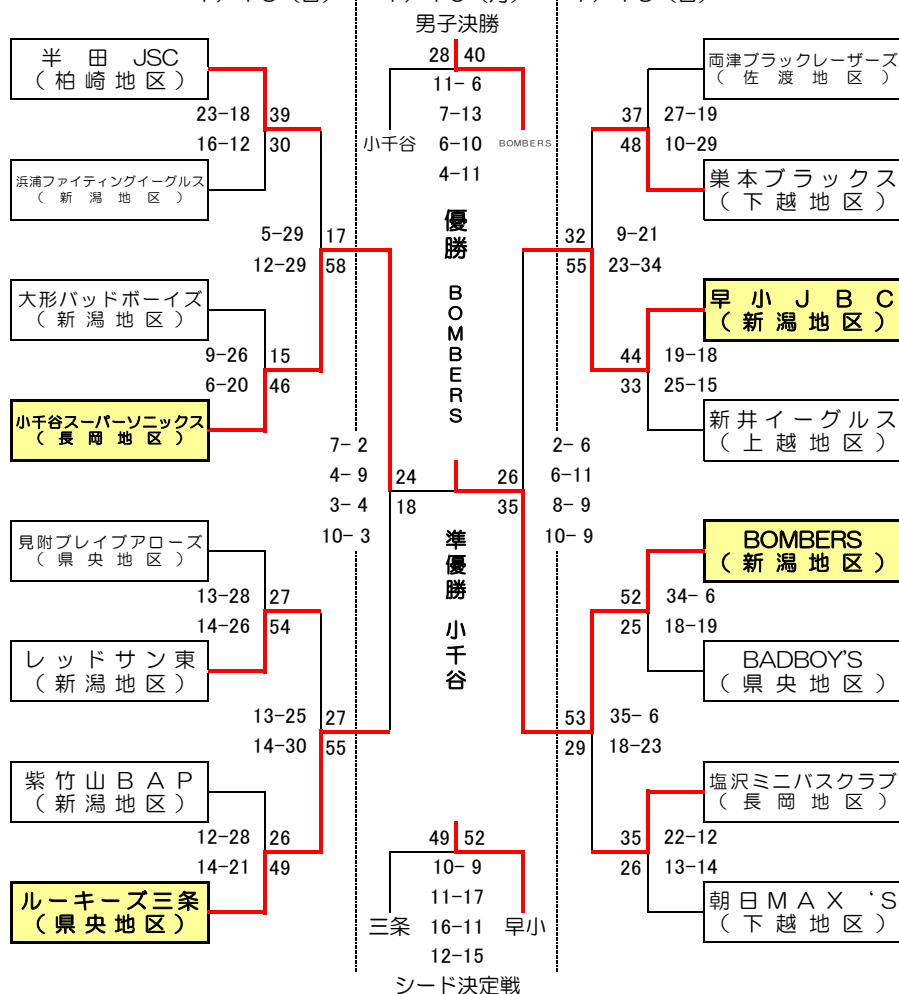 男子決勝
半田 JSC
（柏崎地区）
23-18 39
16-12 30
浜浦ファイティングイーグルス
（新潟地区）
5-29 17
12-29 58
大形バッドボーイズ
（新潟地区）
9-26 15
6-20 46
小千谷スーパーソニックス
（長岡地区）
7- 2
4- 9 24
3- 4 18
10- 3
見附ブレイブアローズ
（県央地区）
13-28 27
14-26 54
レッドサン東
（新潟地区）
13-25 27
14-30 55
紫竹山BAP
（新潟地区）
12-28 26
14-21 49
ルーキーズ三条
（県央地区）
28 40
11- 6
7-13
小千谷 6-10 BOMBERS
4-11
優勝 BOMBERS
準優勝 小千谷
49 52
10- 9
11-17
三条 16-11 早小
12-15
シード決定戦
両津ブラックレーザーズ
（佐渡地区）
37 27-19
48 10-29
巣本ブラックス
（下越地区）
32 9-21
55 23-34
早小JBC
（新潟地区）
44 19-18
33 25-15
新井イーグルス
（上越地区）
2- 6
26 6-11
35 8- 9
10- 9
BOMBERS
（新潟地区）
52 34- 6
25 18-19
BADBOY'S
（県央地区）
53 35- 6
29 18-23
塩沢ミニバスクラブ
（長岡地区）
35 22-12
26 13-14
朝日MAX‘S
（下越地区）